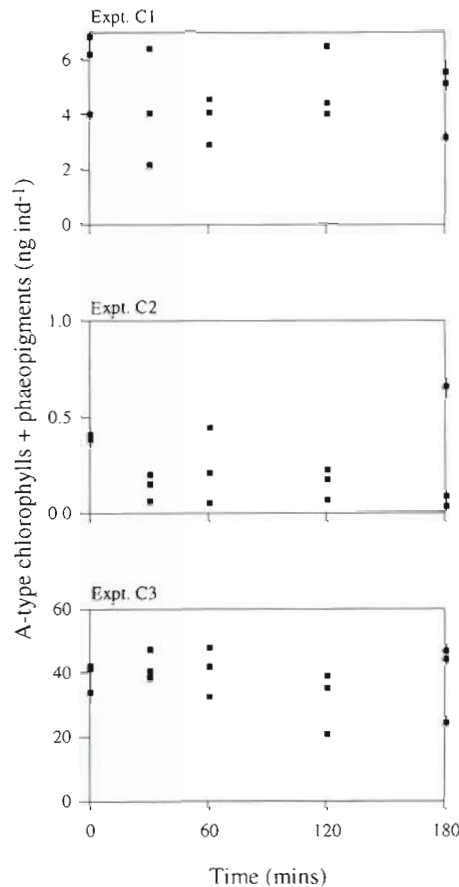 Expt. C1
6
4
2
0
Expt. C2
1.0
0.5
0 0
Expt. C3
60
40
20
0
0 60 120 180
Time (mins)
A-type chlorophylls + phaeopigments (ng ind⁻¹)